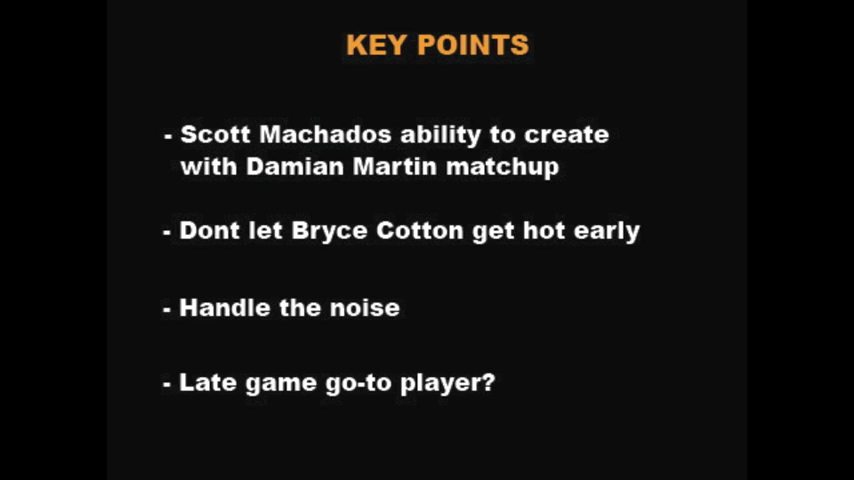 KEY POINTS
- Scott Machados ability to create
with Damian Martin matchup
- Dont let Bryce Cotton get hot early
- Handle the noise
- Late game go-to player?